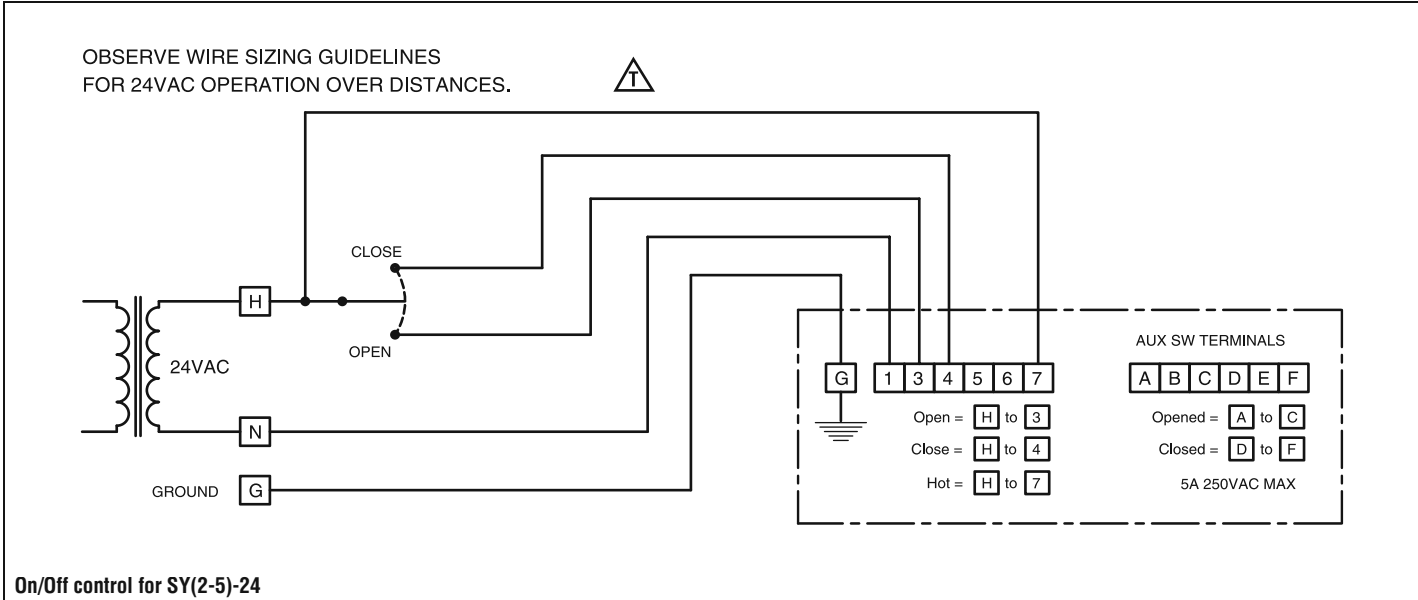 OBSERVE WIRE SIZING GUIDELINES
FOR 24VAC OPERATION OVER DISTANCES.
T
CLOSE
H
OPEN
24VAC
N
GROUND G
G 1 3 4 5 6 7
Open = H to 3
Close = H to 4
Hot = H to 7
AUX SW TERMINALS
A B C D E F
Opened = A to C
Closed = D to F
5A 250VAC MAX
On/Off control for SY(2-5)-24